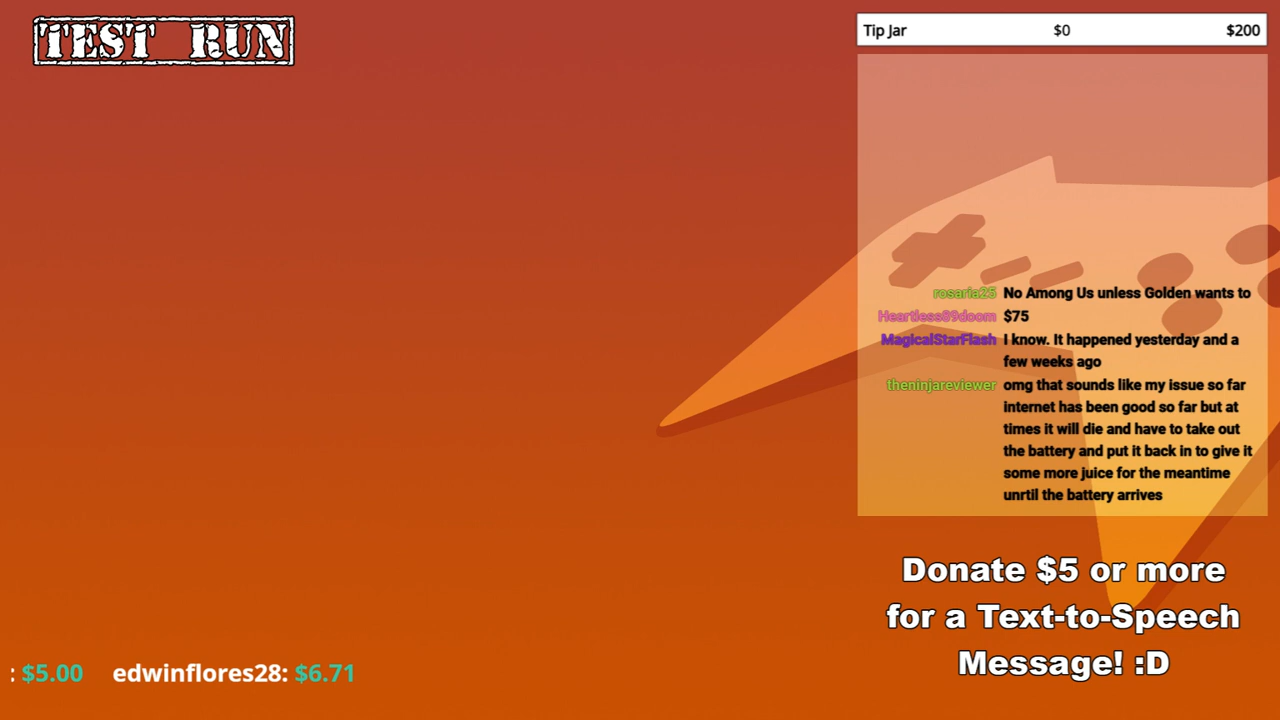 TEST RUN
Tip Jar $0 $200
rosaria25 No Among Us unless Golden wants to
Heartless89doom $75
MagicalStarFlash I know. It happened yesterday and a
few weeks ago
theninjareviewer omg that sounds like my issue so far
internet has been good so far but at
times it will die and have to take out
the battery and put it back in to give it
some more juice for the meantime
unrtil the battery arrives
Donate $5 or more
for a Text-to-Speech
Message! :D
: $5.00 edwinflores28: $6.71